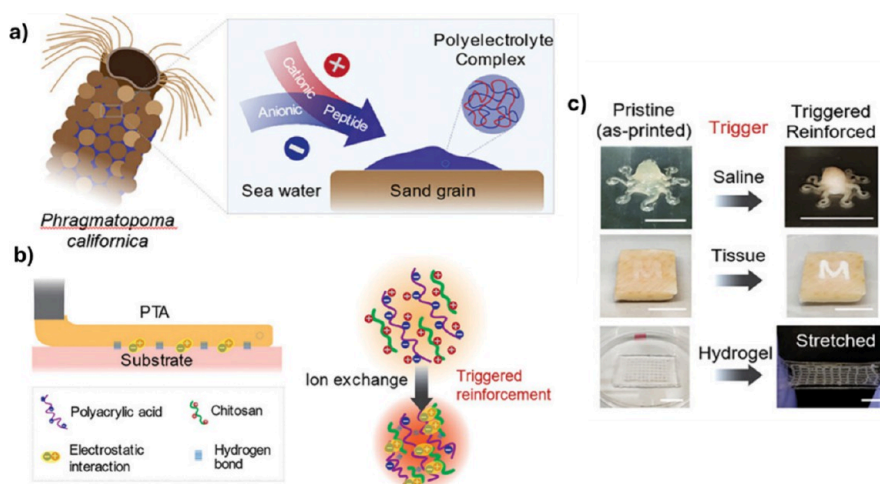 a)
Phragmatopoma
californica
Cationic
Anionic
Peptide
Polyelectrolyte
Complex
Sea water
Sand grain
b)
PTA
Substrate
Polyacrylic acid
Chitosan
Electrostatic
interaction
Hydrogen
bond
Ion exchange
Triggered
reinforcement
c)
Pristine
(as-printed)
Trigger
Triggered
Reinforced
Saline
Tissue
M
M
Hydrogel
Stretched